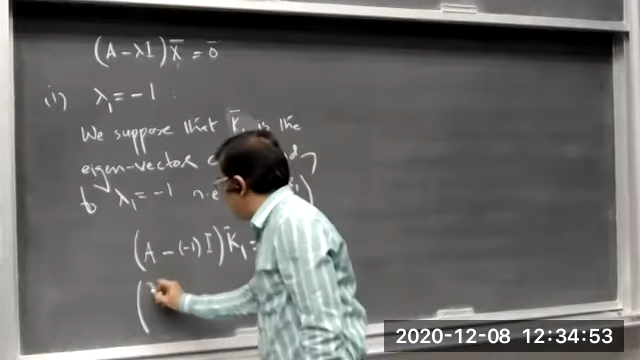 (A - λI) x̄ = ō
(i) λ₁ = -1
We suppose that K̄₁ is the
eigen-vector
to λ₁ = -1
(A - (-1) I) K̄₁ =
(
2020-12-08 12:34:53